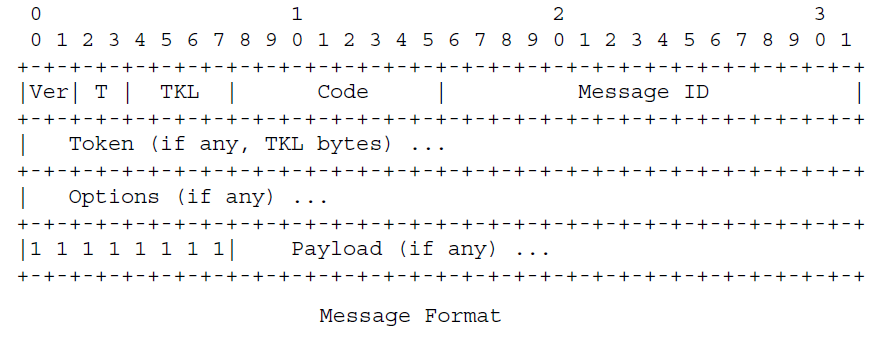 0                   1                   2                   3
0 1 2 3 4 5 6 7 8 9 0 1 2 3 4 5 6 7 8 9 0 1 2 3 4 5 6 7 8 9 0 1
+-+-+-+-+-+-+-+-+-+-+-+-+-+-+-+-+-+-+-+-+-+-+-+-+-+-+-+-+-+-+-+-+
|Ver| T |  TKL  |      Code     |          Message ID           |
+-+-+-+-+-+-+-+-+-+-+-+-+-+-+-+-+-+-+-+-+-+-+-+-+-+-+-+-+-+-+-+-+
|   Token (if any, TKL bytes) ...
+-+-+-+-+-+-+-+-+-+-+-+-+-+-+-+-+-+-+-+-+-+-+-+-+-+-+-+-+-+-+-+-+
|   Options (if any) ...
+-+-+-+-+-+-+-+-+-+-+-+-+-+-+-+-+-+-+-+-+-+-+-+-+-+-+-+-+-+-+-+-+
|1 1 1 1 1 1 1 1|    Payload (if any) ...
+-+-+-+-+-+-+-+-+-+-+-+-+-+-+-+-+-+-+-+-+-+-+-+-+-+-+-+-+-+-+-+-+
Message Format